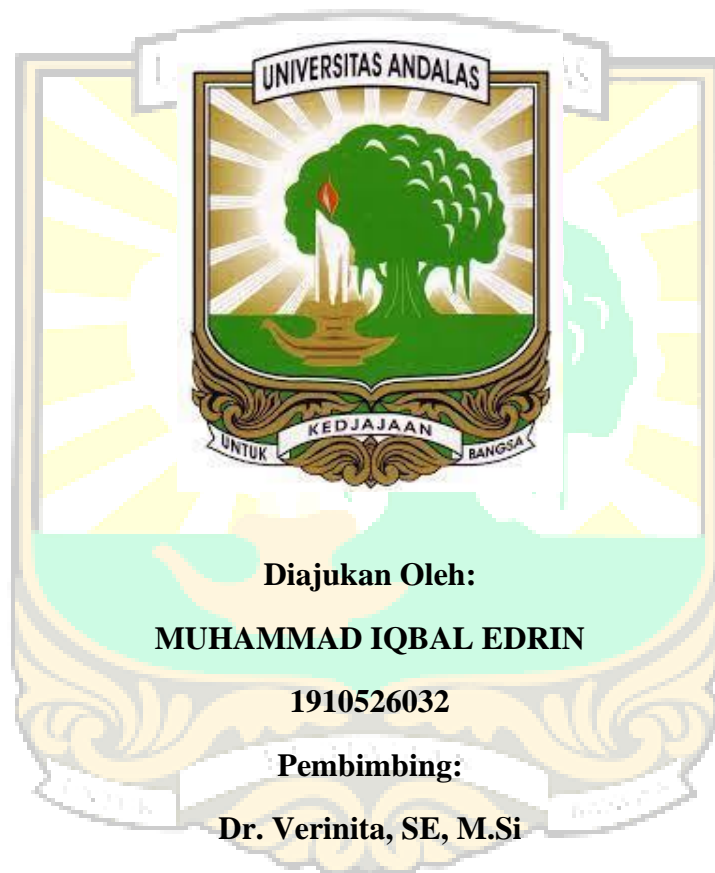 UNIVERSITAS ANDALAS
UNTUK KEDJAJAAN BANGSA
Diajukan Oleh:
MUHAMMAD IQBAL EDRIN
1910526032
Pembimbing:
Dr. Verinita, SE, M.Si